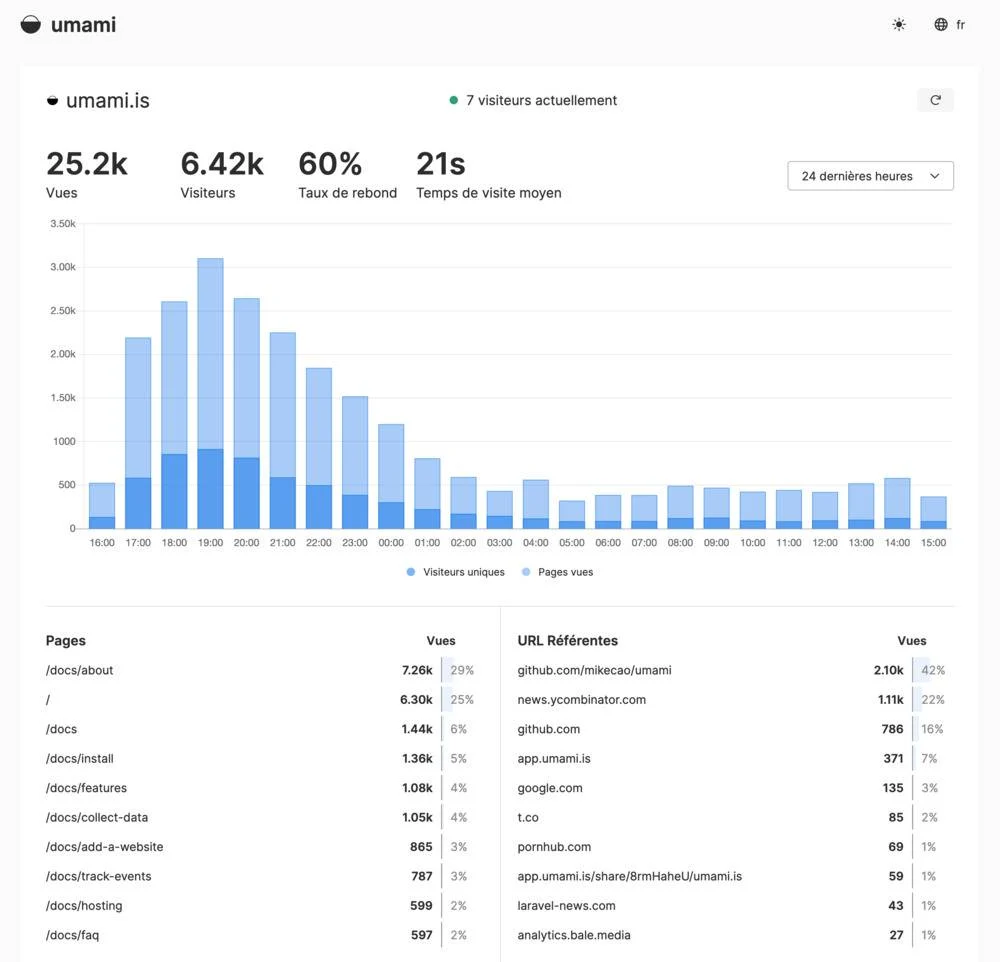 umami
fr
umami.is
7 visiteurs actuellement
25.2k 6.42k 60% 21s
Vues Visiteurs Taux de rebond Temps de visite moyen
24 dernières heures
3.50k
3.00k
2.50k
2.00k
1.50k
1000
500
0
16:00 17:00 18:00 19:00 20:00 21:00 22:00 23:00 00:00 01:00 02:00 03:00 04:00 05:00 06:00 07:00 08:00 09:00 10:00 11:00 12:00 13:00 14:00 15:00
Visiteurs uniques Pages vues
Pages Vues
/docs/about 7.26k 29%
/ 6.30k 25%
/docs 1.44k 6%
/docs/install 1.36k 5%
/docs/features 1.08k 4%
/docs/collect-data 1.05k 4%
/docs/add-a-website 865 3%
/docs/track-events 787 3%
/docs/hosting 599 2%
/docs/faq 597 2%
URL Référentes Vues
github.com/mikecao/umami 2.10k 42%
news.ycombinator.com 1.11k 22%
github.com 786 16%
app.umami.is 371 7%
google.com 135 3%
t.co 85 2%
pornhub.com 69 1%
app.umami.is/share/8rmHaheU/umami.is 59 1%
laravel-news.com 43 1%
analytics.bale.media 27 1%